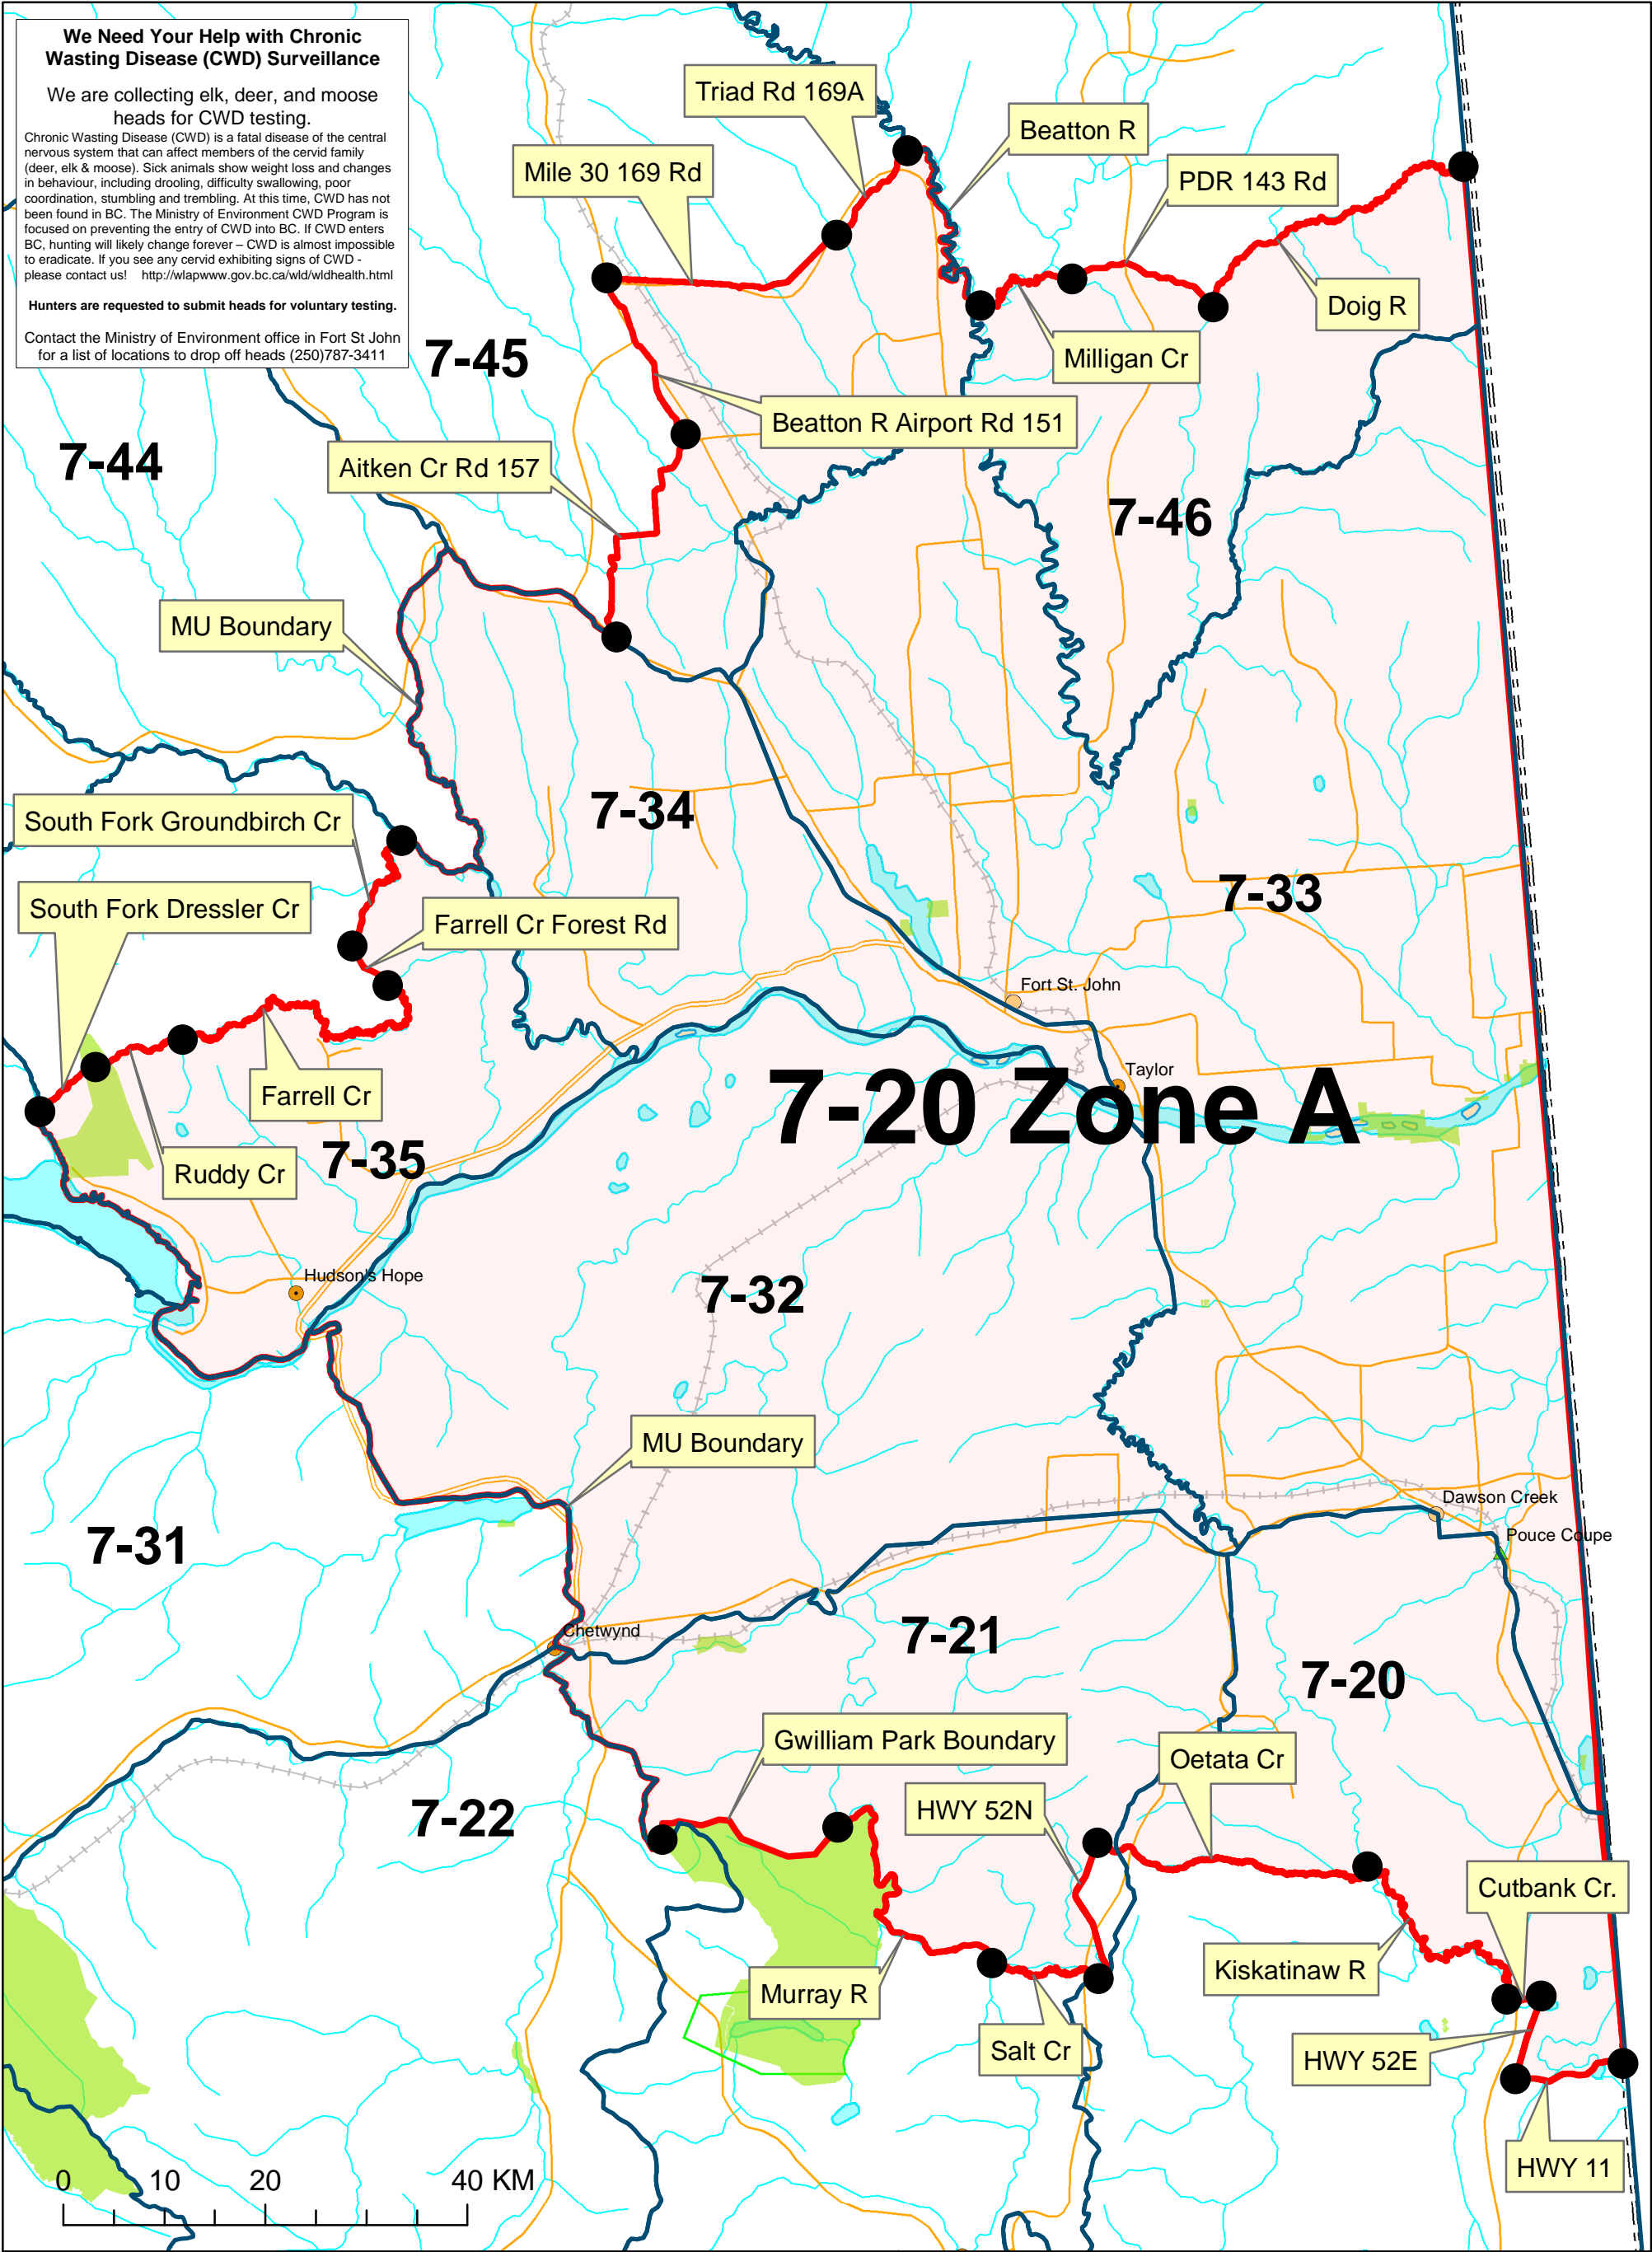 We Need Your Help with Chronic
Wasting Disease (CWD) Surveillance
We are collecting elk, deer, and moose
heads for CWD testing.
Chronic Wasting Disease (CWD) is a fatal disease of the central
nervous system that can affect members of the cervid family
(deer, elk & moose). Sick animals show weight loss and changes
in behaviour, including drooling, difficulty swallowing, poor
coordination, stumbling and trembling. At this time, CWD has not
been found in BC. The Ministry of Environment CWD Program is
focused on preventing the entry of CWD into BC. If CWD enters
BC, hunting will likely change forever – CWD is almost impossible
to eradicate. If you see any cervid exhibiting signs of CWD -
please contact us! http://wlapwww.gov.bc.ca/wld/wldhealth.html
Hunters are requested to submit heads for voluntary testing.
Contact the Ministry of Environment office in Fort St John
for a list of locations to drop off heads (250)787-3411
Triad Rd 169A
Beatton R
Mile 30 169 Rd
PDR 143 Rd
Doig R
Milligan Cr
7-45
Beatton R Airport Rd 151
7-44
Aitken Cr Rd 157
7-46
MU Boundary
South Fork Groundbirch Cr
7-34
7-33
South Fork Dressler Cr
Farrell Cr Forest Rd
Fort St. John
Taylor
7-20 Zone A
Farrell Cr
7-35
Ruddy Cr
Hudson's Hope
7-32
MU Boundary
Dawson Creek
Pouce Coupe
7-31
Chetwynd
7-21
7-20
Gwilliam Park Boundary
Oetata Cr
HWY 52N
7-22
Cutbank Cr.
Kiskatinaw R
Murray R
Salt Cr
HWY 52E
HWY 11
0 10 20 40 KM